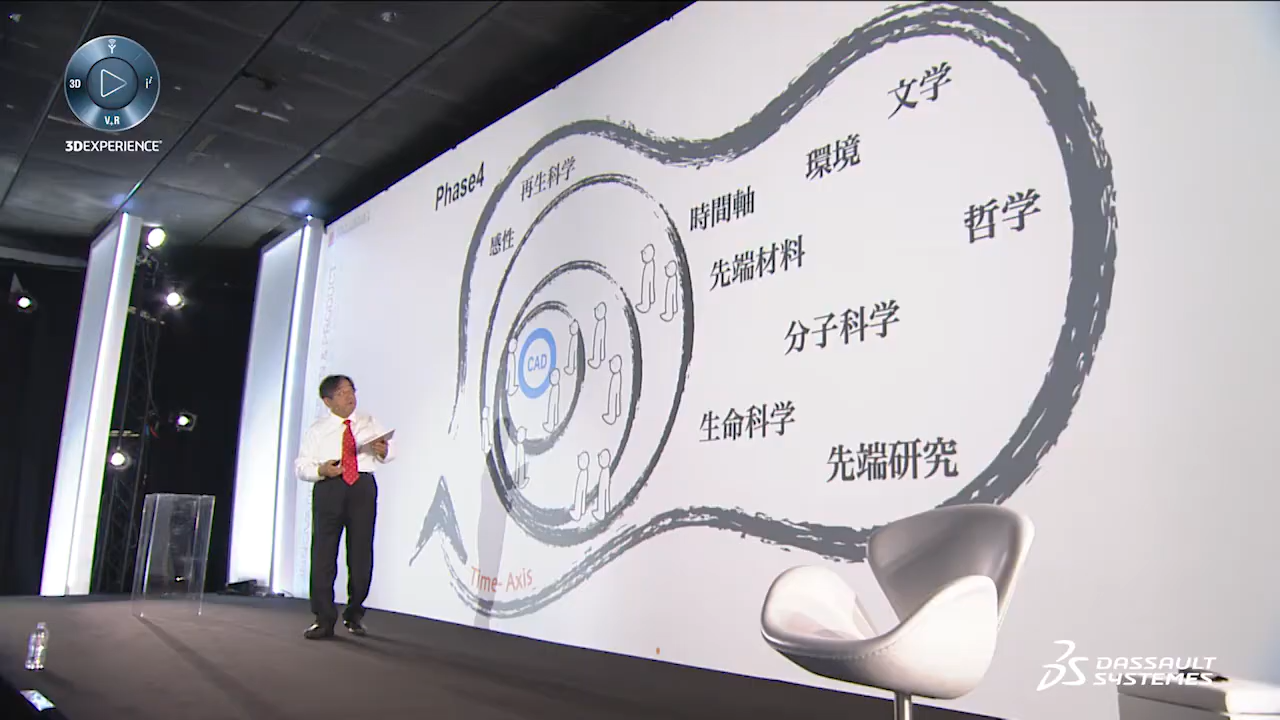 3D
i²
V,R
3DEXPERIENCE
Phase4
再生科学
感性
文学
環境
時間軸
哲学
先端材料
分子科学
CAD
生命科学
先端研究
Time-Axis
DASSAULT
SYSTEMES